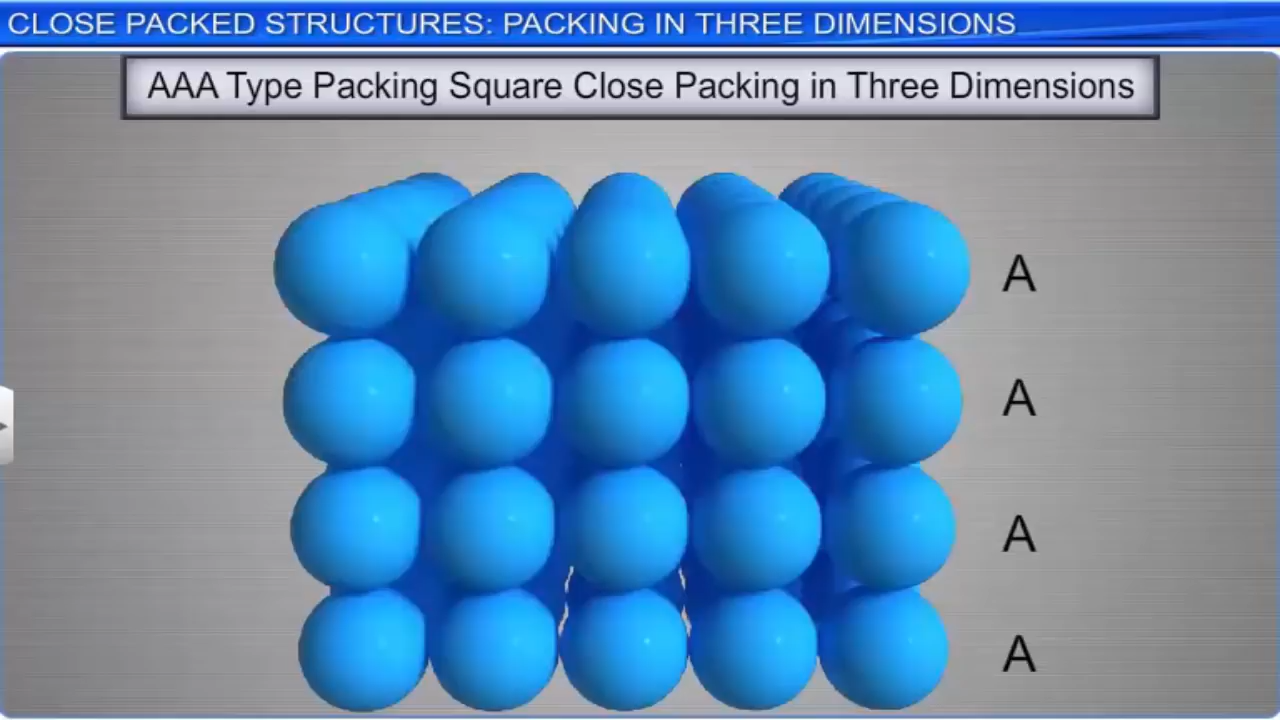 CLOSE PACKED STRUCTURES: PACKING IN THREE DIMENSIONS
AAA Type Packing Square Close Packing in Three Dimensions
A
A
A
A